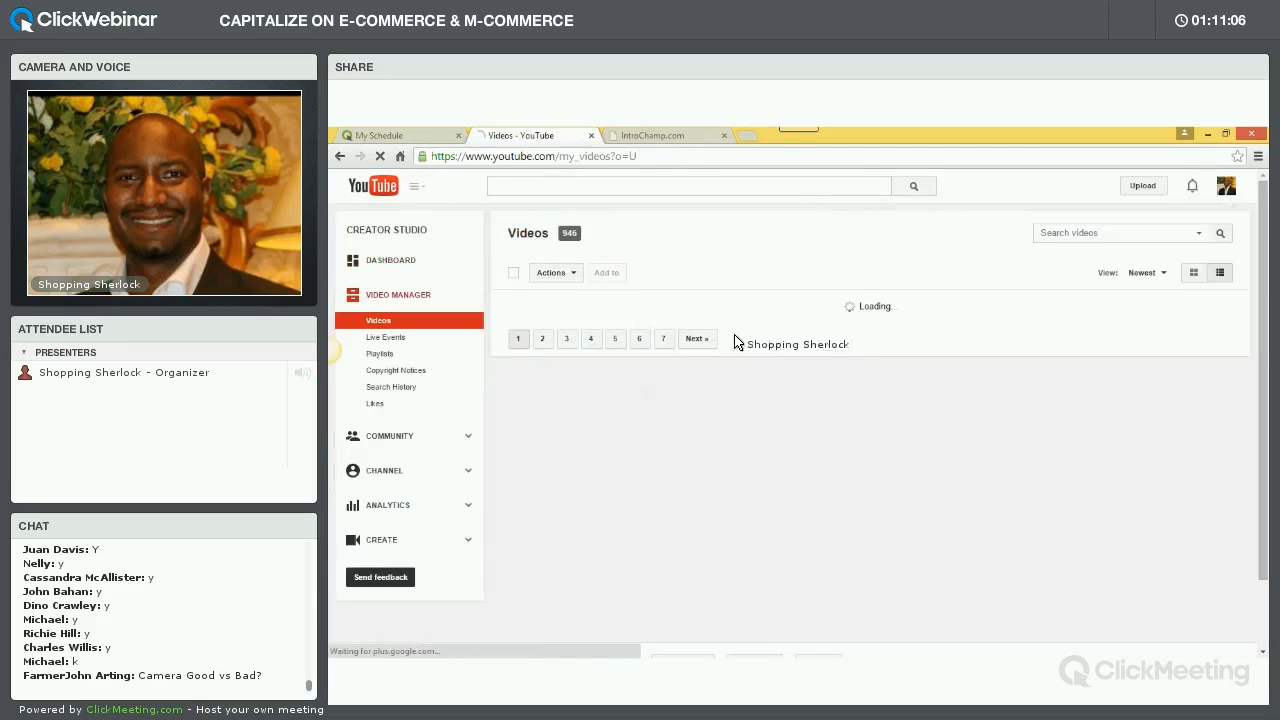 ClickWebinar
CAPITALIZE ON E-COMMERCE & M-COMMERCE
01:11:06
CAMERA AND VOICE
Shopping Sherlock
ATTENDEE LIST
PRESENTERS
Shopping Sherlock - Organizer
CHAT
Juan Davis: Y
Nelly: y
Cassandra McAllister: y
John Bahan: y
Dino Crawley: y
Michael: y
Richie Hill: y
Charles Willis: y
Michael: k
FarmerJohn Arting: Camera Good vs Bad?
Powered by ClickMeeting.com - Host your own meeting
SHARE
My Schedule
Videos - YouTube
IntroChamp.com
https://www.youtube.com/my_videos?o=U
YouTube
Upload
CREATOR STUDIO
DASHBOARD
VIDEO MANAGER
Videos
Live Events
Playlists
Copyright Notices
Search History
Likes
COMMUNITY
CHANNEL
ANALYTICS
CREATE
Send feedback
Videos 946
Search videos
Actions
Add to
View: Newest
Loading...
1 2 3 4 5 6 7 Next »
Shopping Sherlock
Waiting for plus.google.com...
ClickMeeting